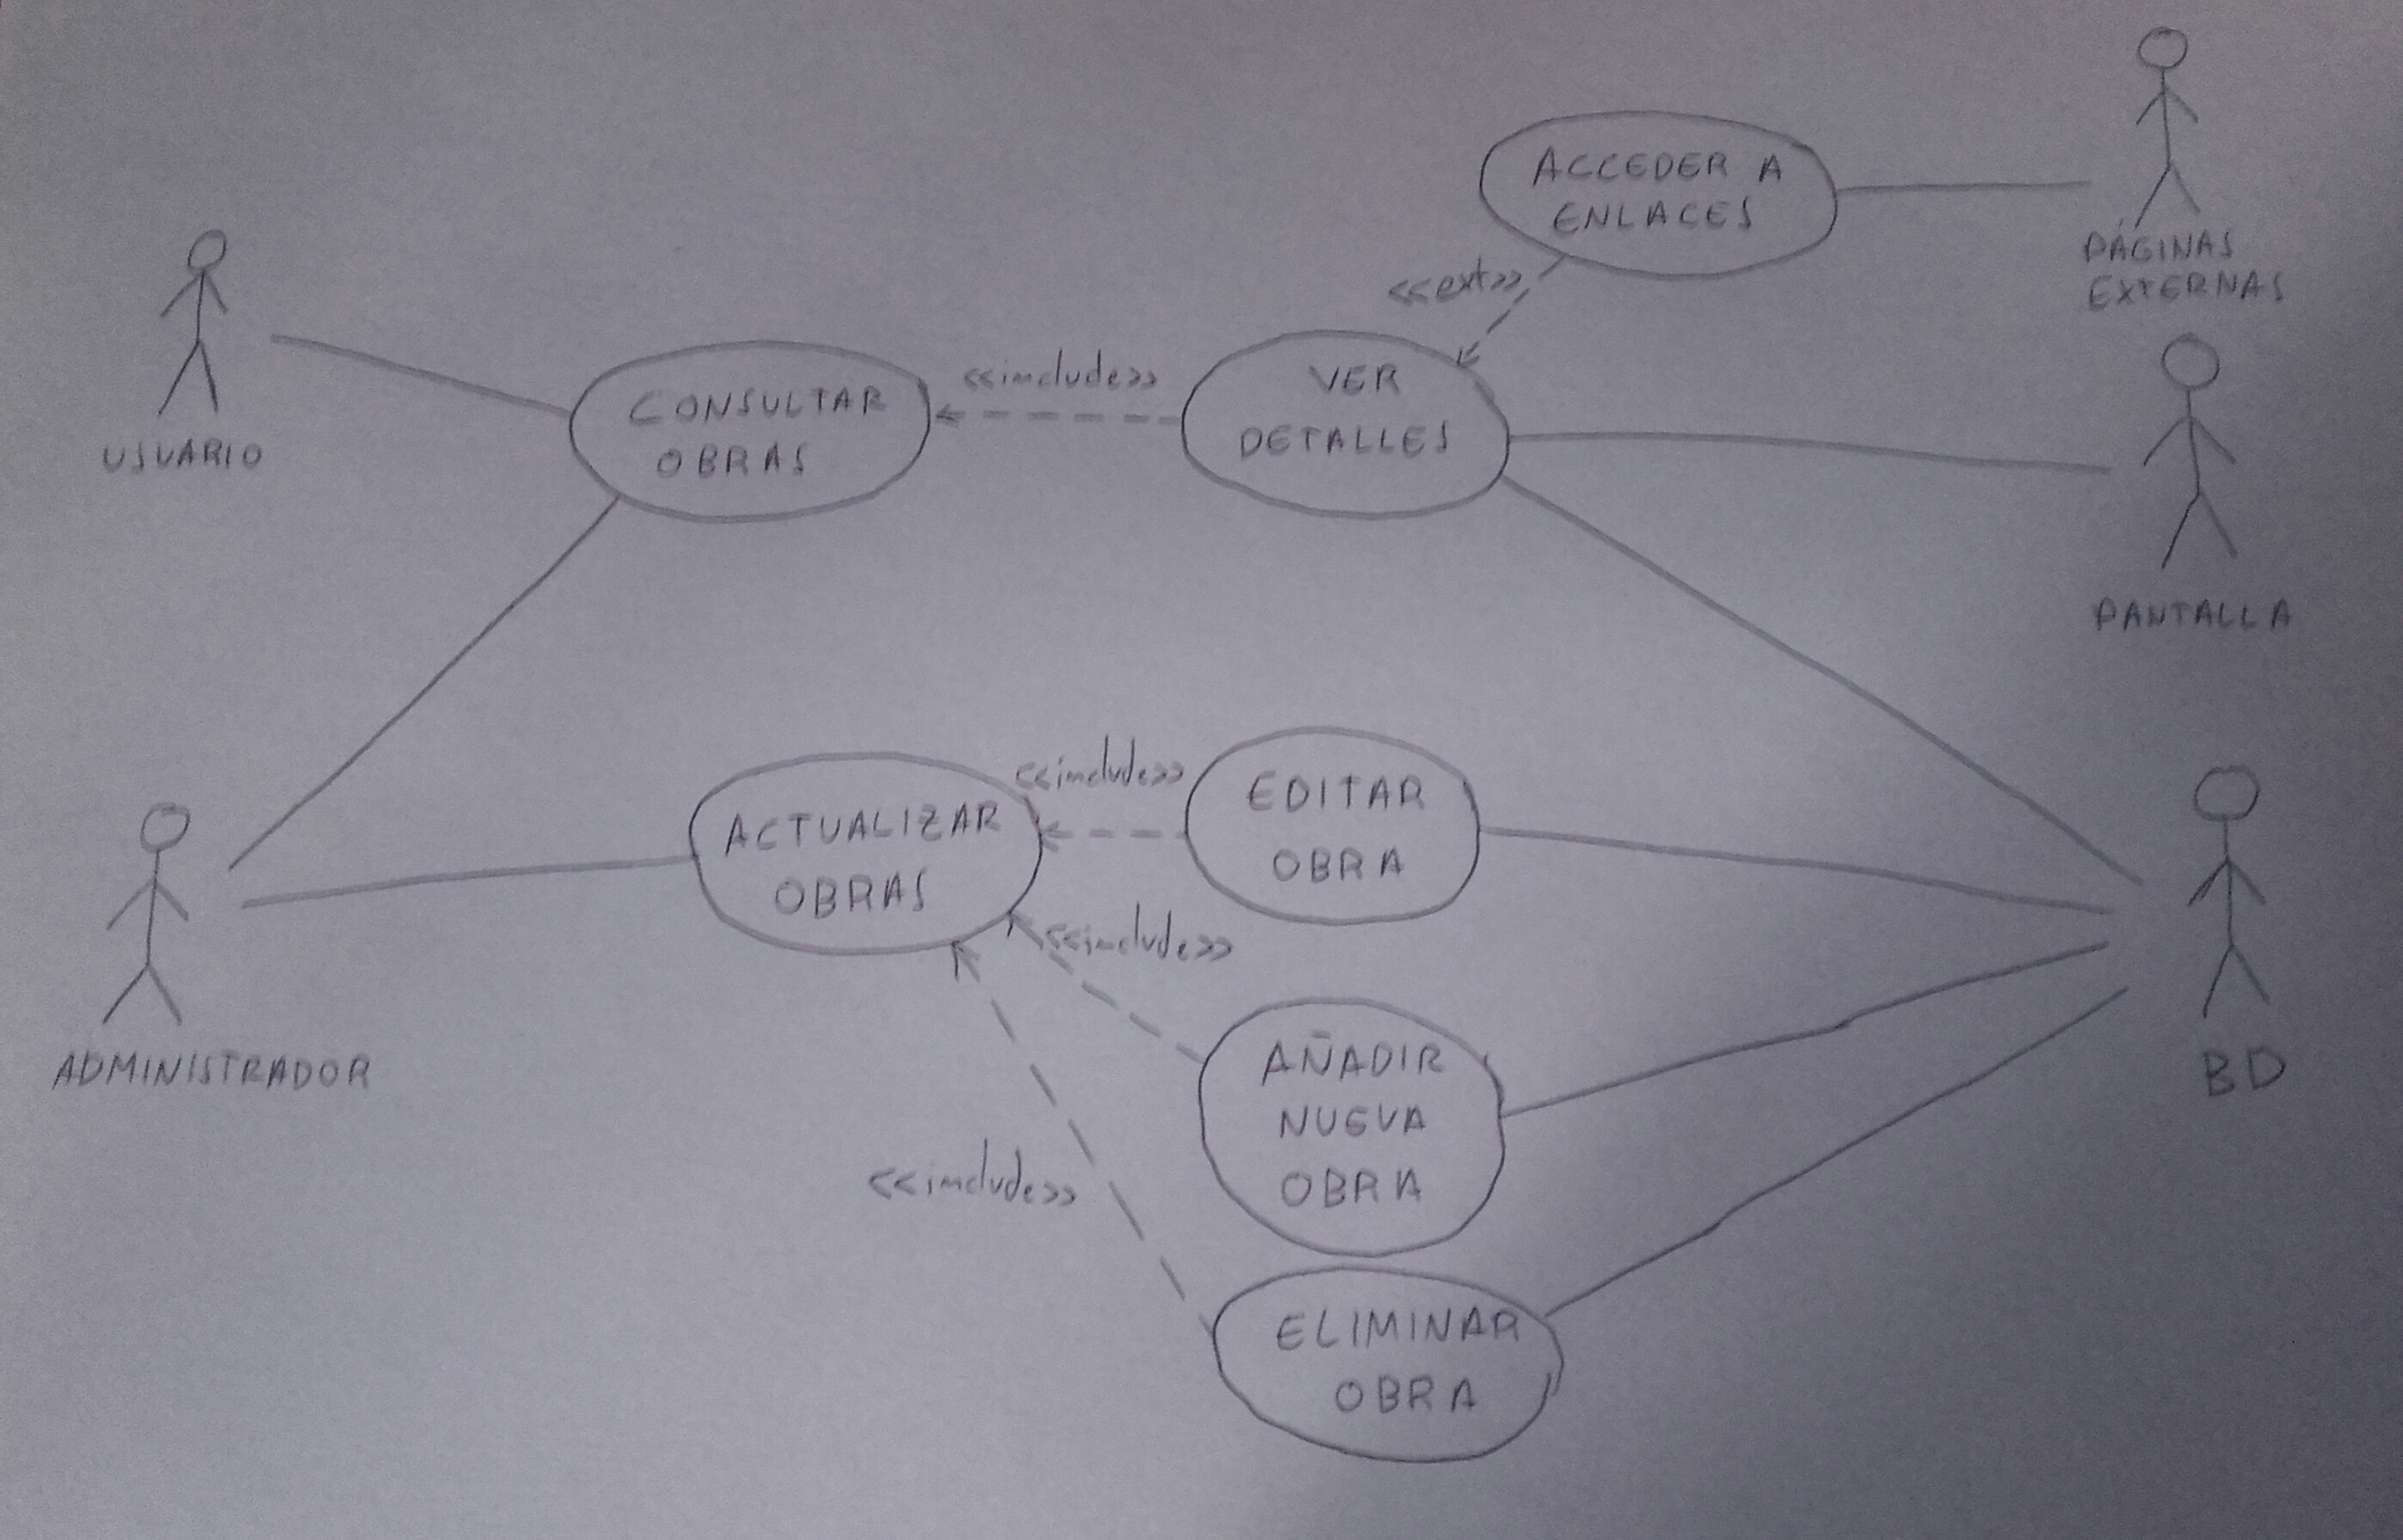 ACCEDER A
ENLACES
PÁGINAS
EXTERNAS
<<ext>>
USUARIO
CONSULTAR
OBRAS
<<include>>
VER
DETALLES
PANTALLA
ACTUALIZAR
OBRAS
<<include>>
EDITAR
OBRA
<<include>>
ADMINISTRADOR
AÑADIR
NUEVA
OBRA
BD
<<include>>
ELIMINAR
OBRA